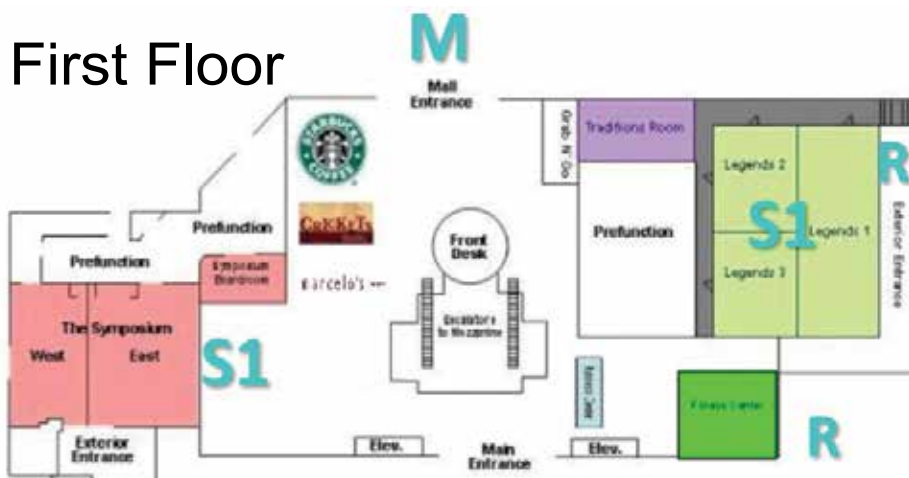 First Floor
M
Mall
Entrance
STARBUCKS
COFFEE
Grab N' Go
Traditions Room
Legends 2
R
Prefunction
Front
Desk
Prefunction
S1
Legends 1
Exterior Entrance
Prefunction
Symposium
Boardroom
Legends 3
Escalators
to Mezzanine
The Symposium
West
East
S1
Fitness Center
R
Exterior
Entrance
Elev.
Main
Entrance
Elev.